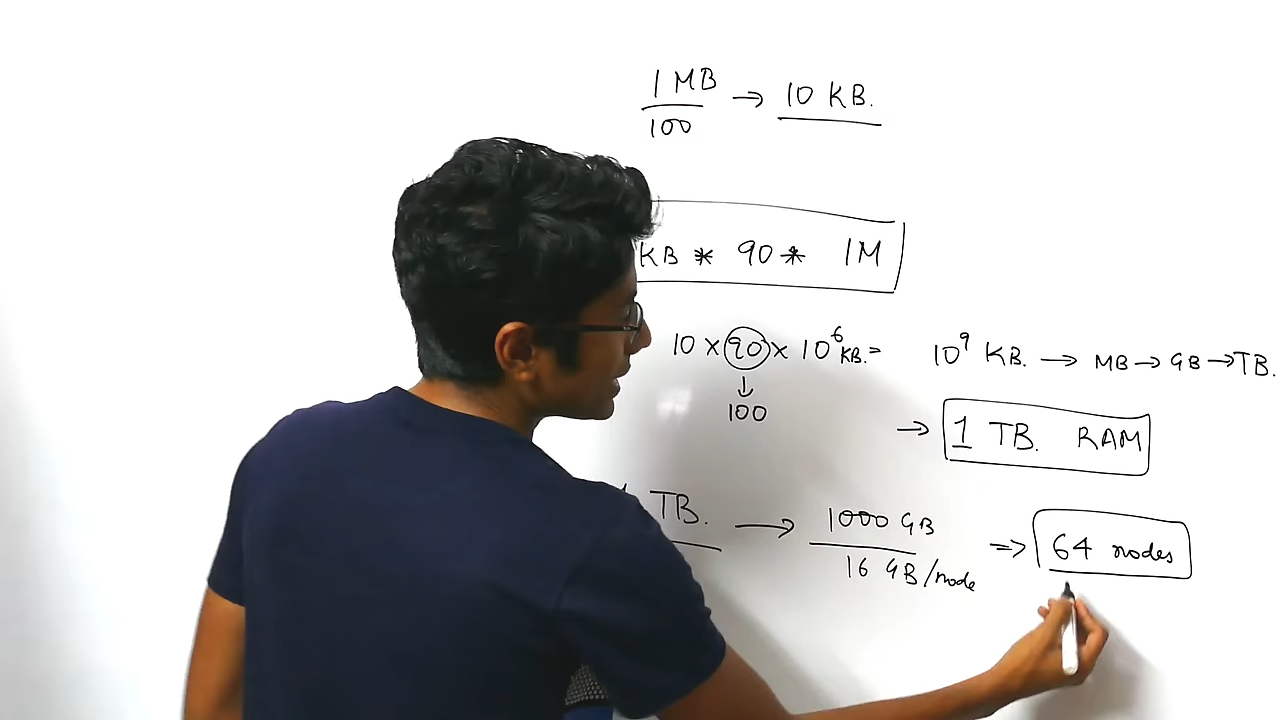 1 MB
100
→ 10 KB.
KB * 90 * 1M
10 × 90 × 10⁶ KB. = 10⁹ KB. → MB → GB → TB.
↓
100
→ 1 TB. RAM
TB. → 1000 GB
16 GB/node
=> 64 nodes